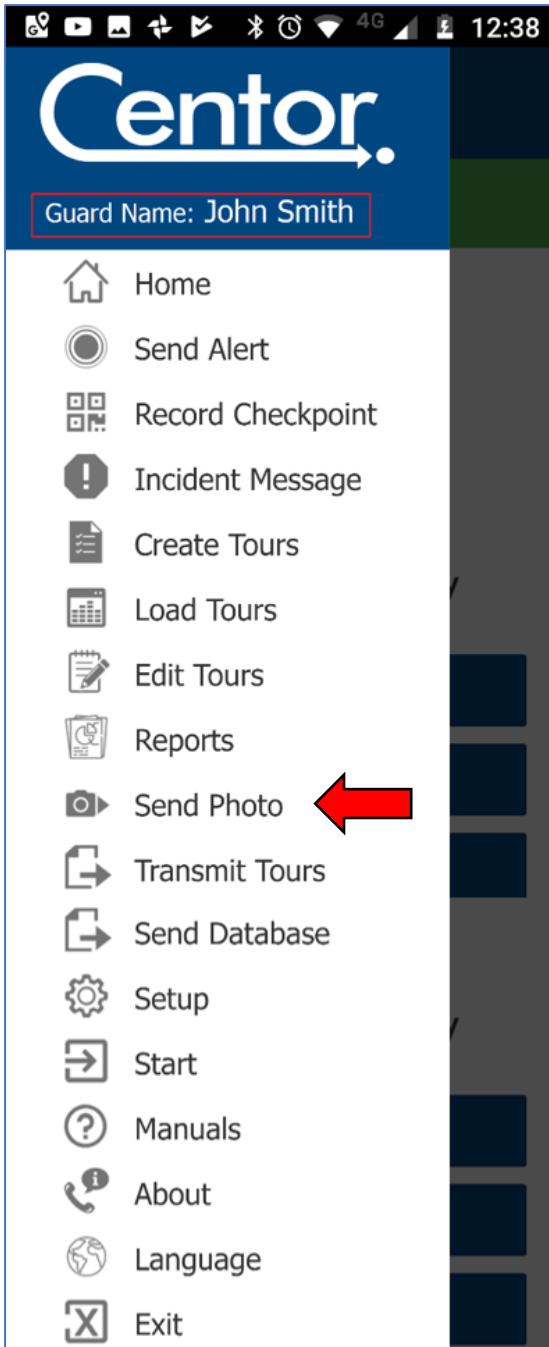 4G 12:38
Centor.
Guard Name: John Smith
Home
Send Alert
Record Checkpoint
Incident Message
Create Tours
Load Tours
Edit Tours
Reports
Send Photo
Transmit Tours
Send Database
Setup
Start
Manuals
About
Language
Exit